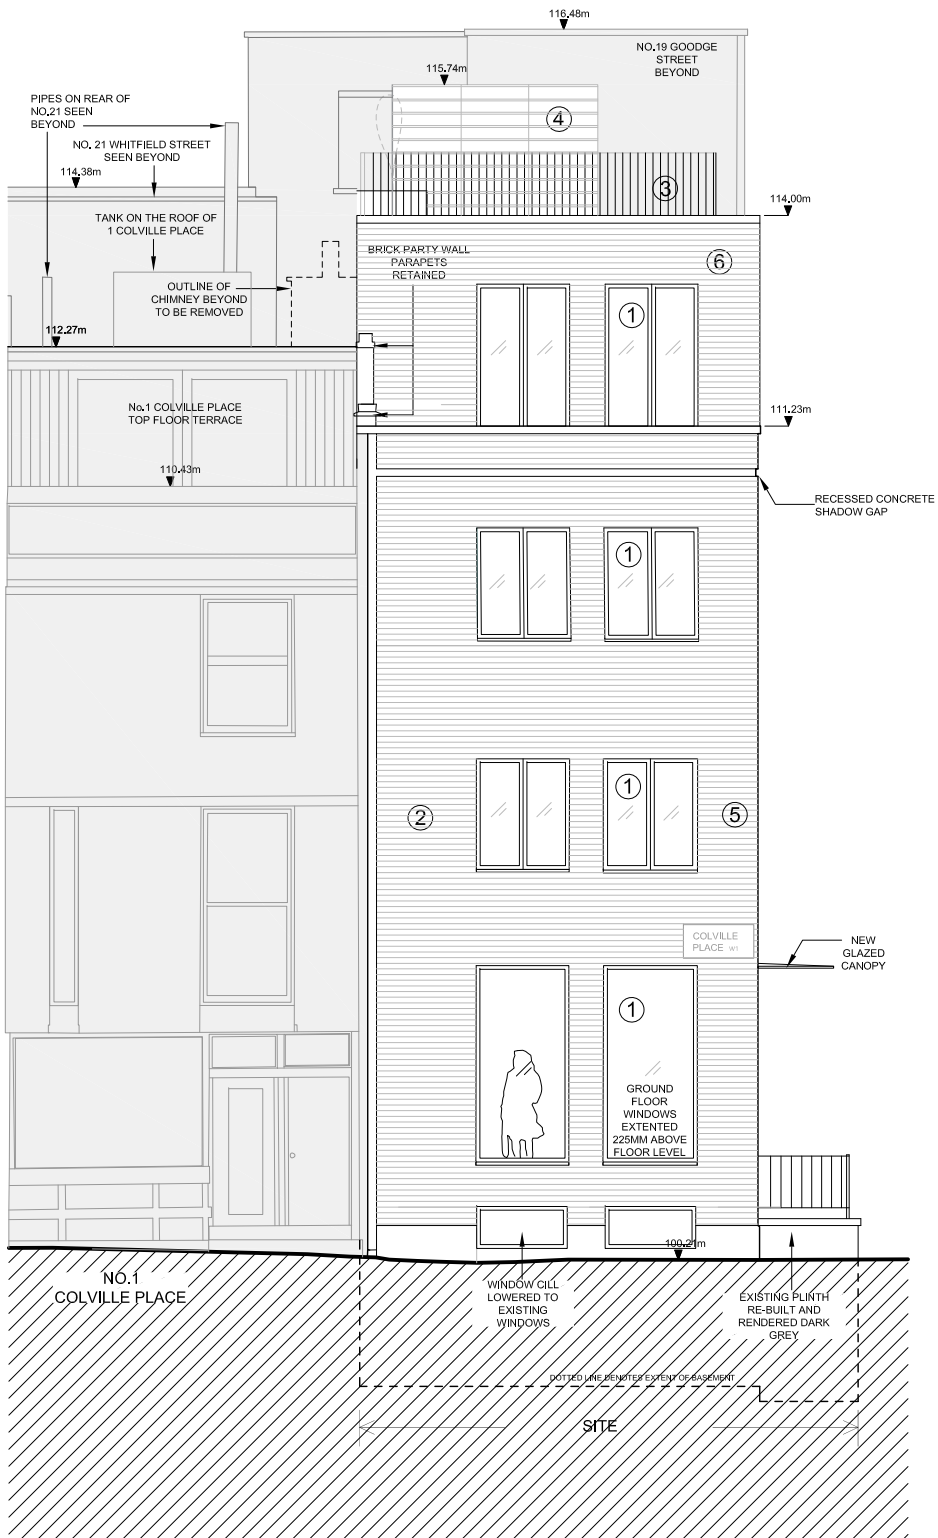 116.48m
NO.19 GOODGE
STREET
BEYOND
115.74m
PIPES ON REAR OF
NO.21 SEEN
BEYOND
4
NO. 21 WHITFIELD STREET
SEEN BEYOND
114.38m
3
114.00m
TANK ON THE ROOF OF
1 COLVILLE PLACE
BRICK PARTY WALL
PARAPETS
RETAINED
6
OUTLINE OF
CHIMNEY BEYOND
TO BE REMOVED
1
112.27m
No.1 COLVILLE PLACE
TOP FLOOR TERRACE
111.23m
110.43m
RECESSED CONCRETE
SHADOW GAP
1
1
2
5
COLVILLE
PLACE W1
NEW
GLAZED
CANOPY
1
GROUND
FLOOR
WINDOWS
EXTENTED
225MM ABOVE
FLOOR LEVEL
100.21m
NO.1
COLVILLE PLACE
WINDOW CILL
LOWERED TO
EXISTING
WINDOWS
EXISTING PLINTH
RE-BUILT AND
RENDERED DARK
GREY
DOTTED LINE DENOTES EXTENT OF BASEMENT
SITE